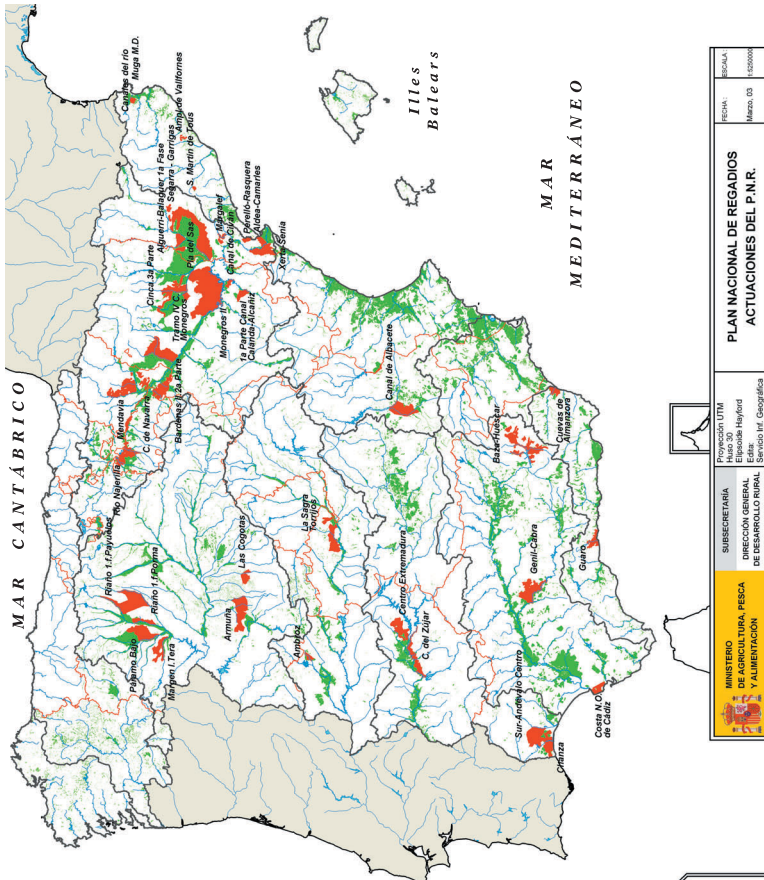 MAR CANTÁBRICO
MAR
MEDITERRÁNEO
Illes
Balears
Canales del río
Muga M.D.
Amal de Vallfornes
S. Martín de Tous
Segarra - Garrigas
Alguerri-Balaguer 1a Fase
Pla del Sas
Margalef
Canal de Civán
Perelló-Rasquera
Aldea-Camarles
Xerta-Senia
Cinca 3a Parte
Tramo IV C.
Monegros
Monegros II
1a Parte Canal
Calanda-Alcañiz
Mendavia
C. de Navarra
Bardenas II 2a Parte
Río Najerilla
Riaño 1.f.Payuelos
Riaño 1.f.Porma
Páramo Bajo
Margen I.Tera
Armuña
Las Cogotas
Ambroz
La Sagra
Torrijos
Canal de Albacete
Centro Extremadura
C. del Zújar
Baza-Huéscar
Cuevas de
Almanzora
Genil-Cabra
Guaro
Sur-Andévalo Centro
Chanza
Costa N.O.
de Cádiz
MINISTERIO
DE AGRICULTURA, PESCA
Y ALIMENTACIÓN
SUBSECRETARÍA
DIRECCIÓN GENERAL
DE DESARROLLO RURAL
Proyección UTM
Huso 30
Elipsoide Hayford
Edita:
Servicio Inf. Geográfica
PLAN NACIONAL DE REGADIOS
ACTUACIONES DEL P.N.R.
FECHA :
Marzo, 03
ESCALA :
1:5250000